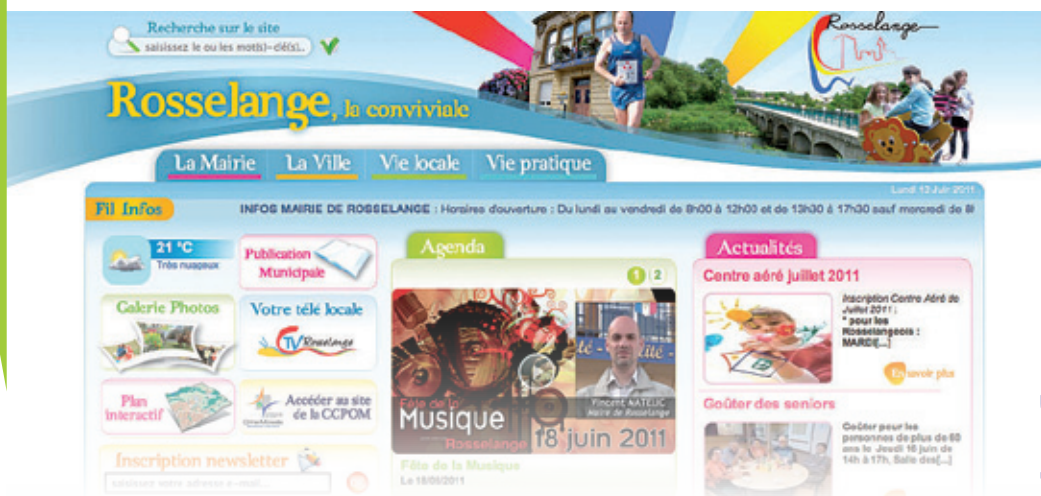 Recherche sur le site
saisissez le ou les mot(s)-clé(s)..
Rosselange
Rosselange, la conviviale
La Mairie La Ville Vie locale Vie pratique
Lundi 13 Juin 2011
Fil Infos
INFOS MAIRIE DE ROSSELANGE : Horaires d'ouverture : Du lundi au vendredi de 8h00 à 12h00 et de 13h30 à 17h30 sauf mercredi de 8h
21 °C
Très nuageux
Publication
Municipale
Galerie Photos
Votre télé locale
TV Rosselange
Plan
interactif
Accéder au site
de la CCPOM
Inscription newsletter
saisissez votre adresse e-mail...
Agenda
1 2
Fête de la
Musique
Rosselange 18 juin 2011
Vincent MATELIC
Maire de Rosselange
Fête de la Musique
Le 18/06/2011
Actualités
Centre aéré juillet 2011
Inscription Centre Aéré de
Juillet 2011 :
* pour les
Rosselangeois :
MARDI[...]
En savoir plus
Goûter des seniors
Goûter pour les
personnes de plus de 60
ans le Jeudi 16 juin de
14h à 17h, Salle des[...]